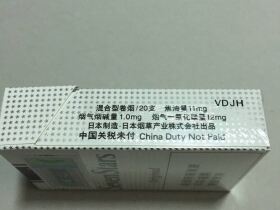 VDJH
混合型卷烟/20支 焦油量11mg
烟气烟碱量1.0mg 烟气一氧化碳量12mg
日本制造·日本烟草产业株式会社出品
中国关税未付 China Duty Not Paid